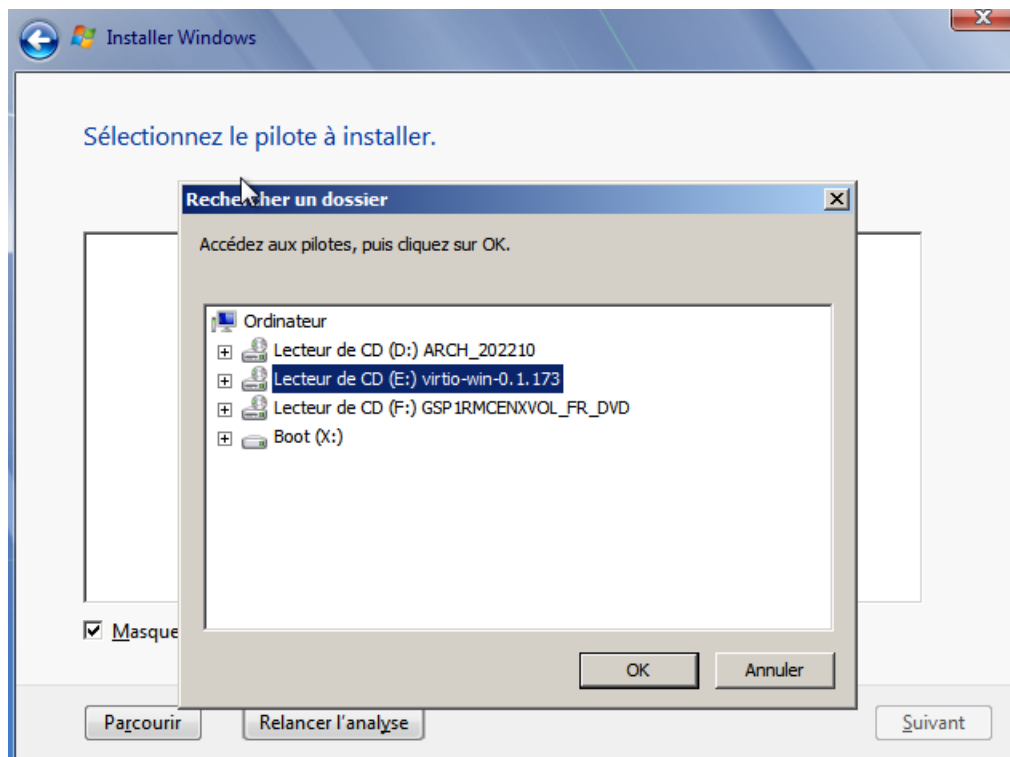 Installer Windows
Sélectionnez le pilote à installer.
Rechercher un dossier
Accédez aux pilotes, puis cliquez sur OK.
Ordinateur
Lecteur de CD (D:) ARCH_202210
Lecteur de CD (E:) virtio-win-0.1.173
Lecteur de CD (F:) GSP1RMCENXVOL_FR_DVD
Boot (X:)
Masque
OK Annuler
Parcourir Relancer l'analyse Suivant